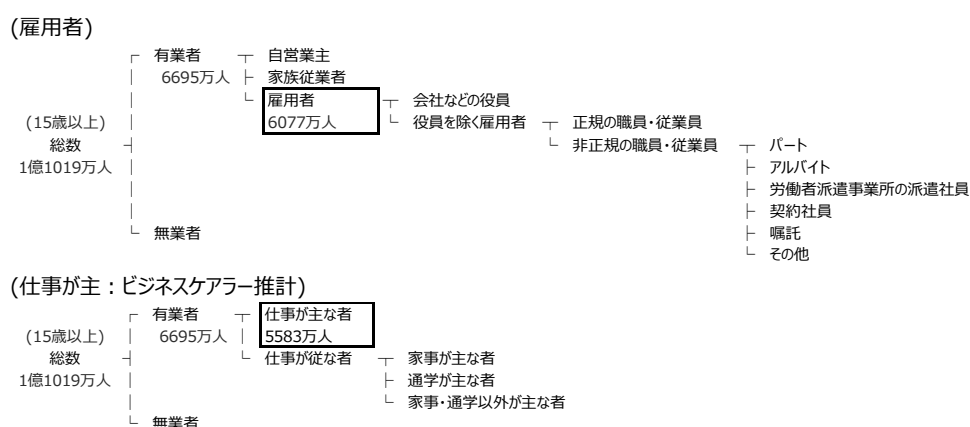 (雇用者)
有業者 自営業主
6695万人 家族従業者
雇用者 会社などの役員
(15歳以上) 6077万人 役員を除く雇用者 正規の職員・従業員
総数 非正規の職員・従業員 パート
1億1019万人 アルバイト
労働者派遣事業所の派遣社員
契約社員
無業者 嘱託
その他
(仕事が主：ビジネスケアラー推計)
有業者 仕事が主な者
(15歳以上) 6695万人 5583万人
総数 仕事が従な者 家事が主な者
1億1019万人 通学が主な者
家事・通学以外が主な者
無業者